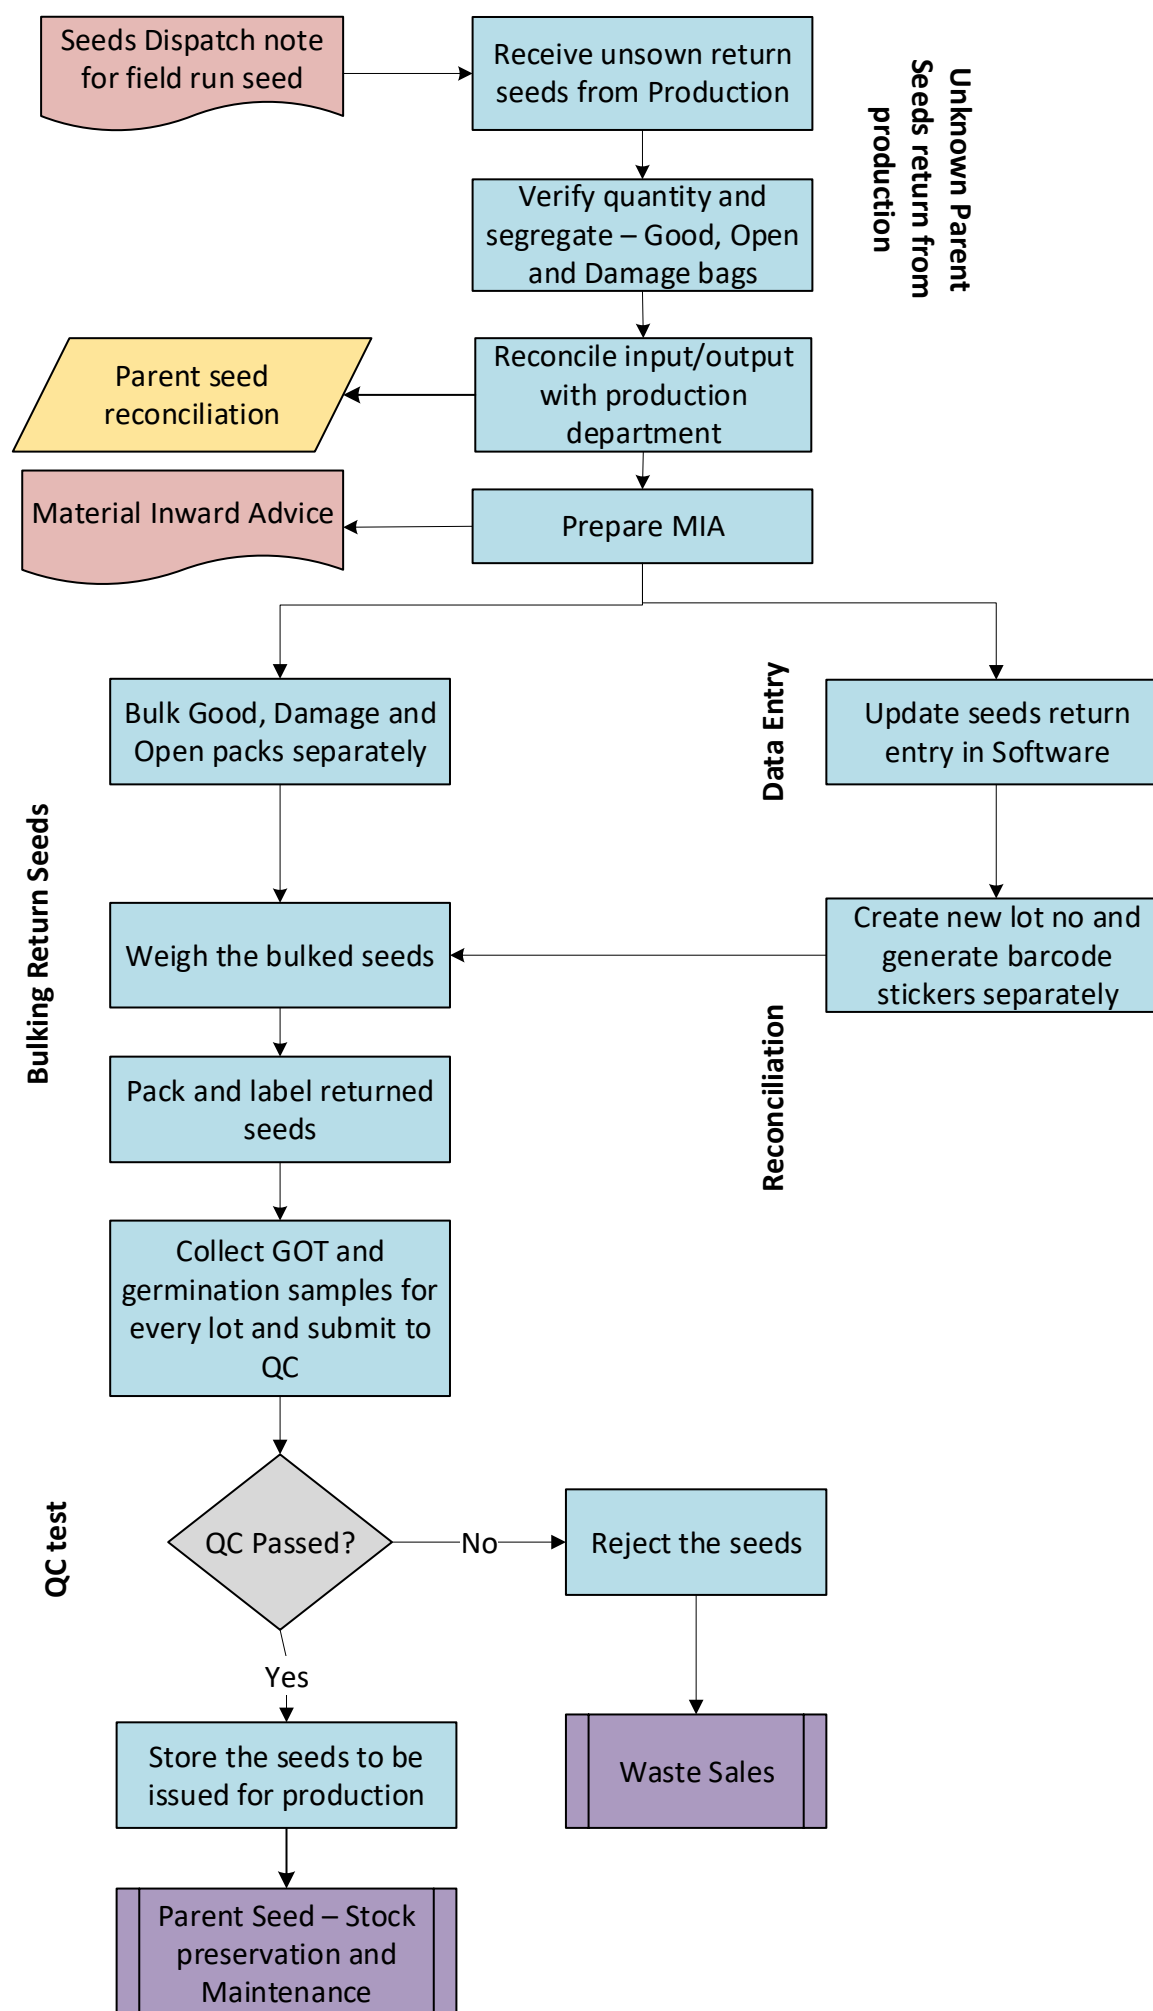 Seeds Dispatch note
for field run seed
Receive unsown return
seeds from Production
Unknown Parent
Seeds return from
production
Verify quantity and
segregate – Good, Open
and Damage bags
Parent seed
reconciliation
Reconcile input/output
with production
department
Material Inward Advice
Prepare MIA
Bulk Good, Damage and
Open packs separately
Data Entry
Update seeds return
entry in Software
Bulking Return Seeds
Weigh the bulked seeds
Create new lot no and
generate barcode
stickers separately
Reconciliation
Pack and label returned
seeds
Collect GOT and
germination samples for
every lot and submit to
QC
QC test
QC Passed?
No
Reject the seeds
Yes
Store the seeds to be
issued for production
Waste Sales
Parent Seed – Stock
preservation and
Maintenance